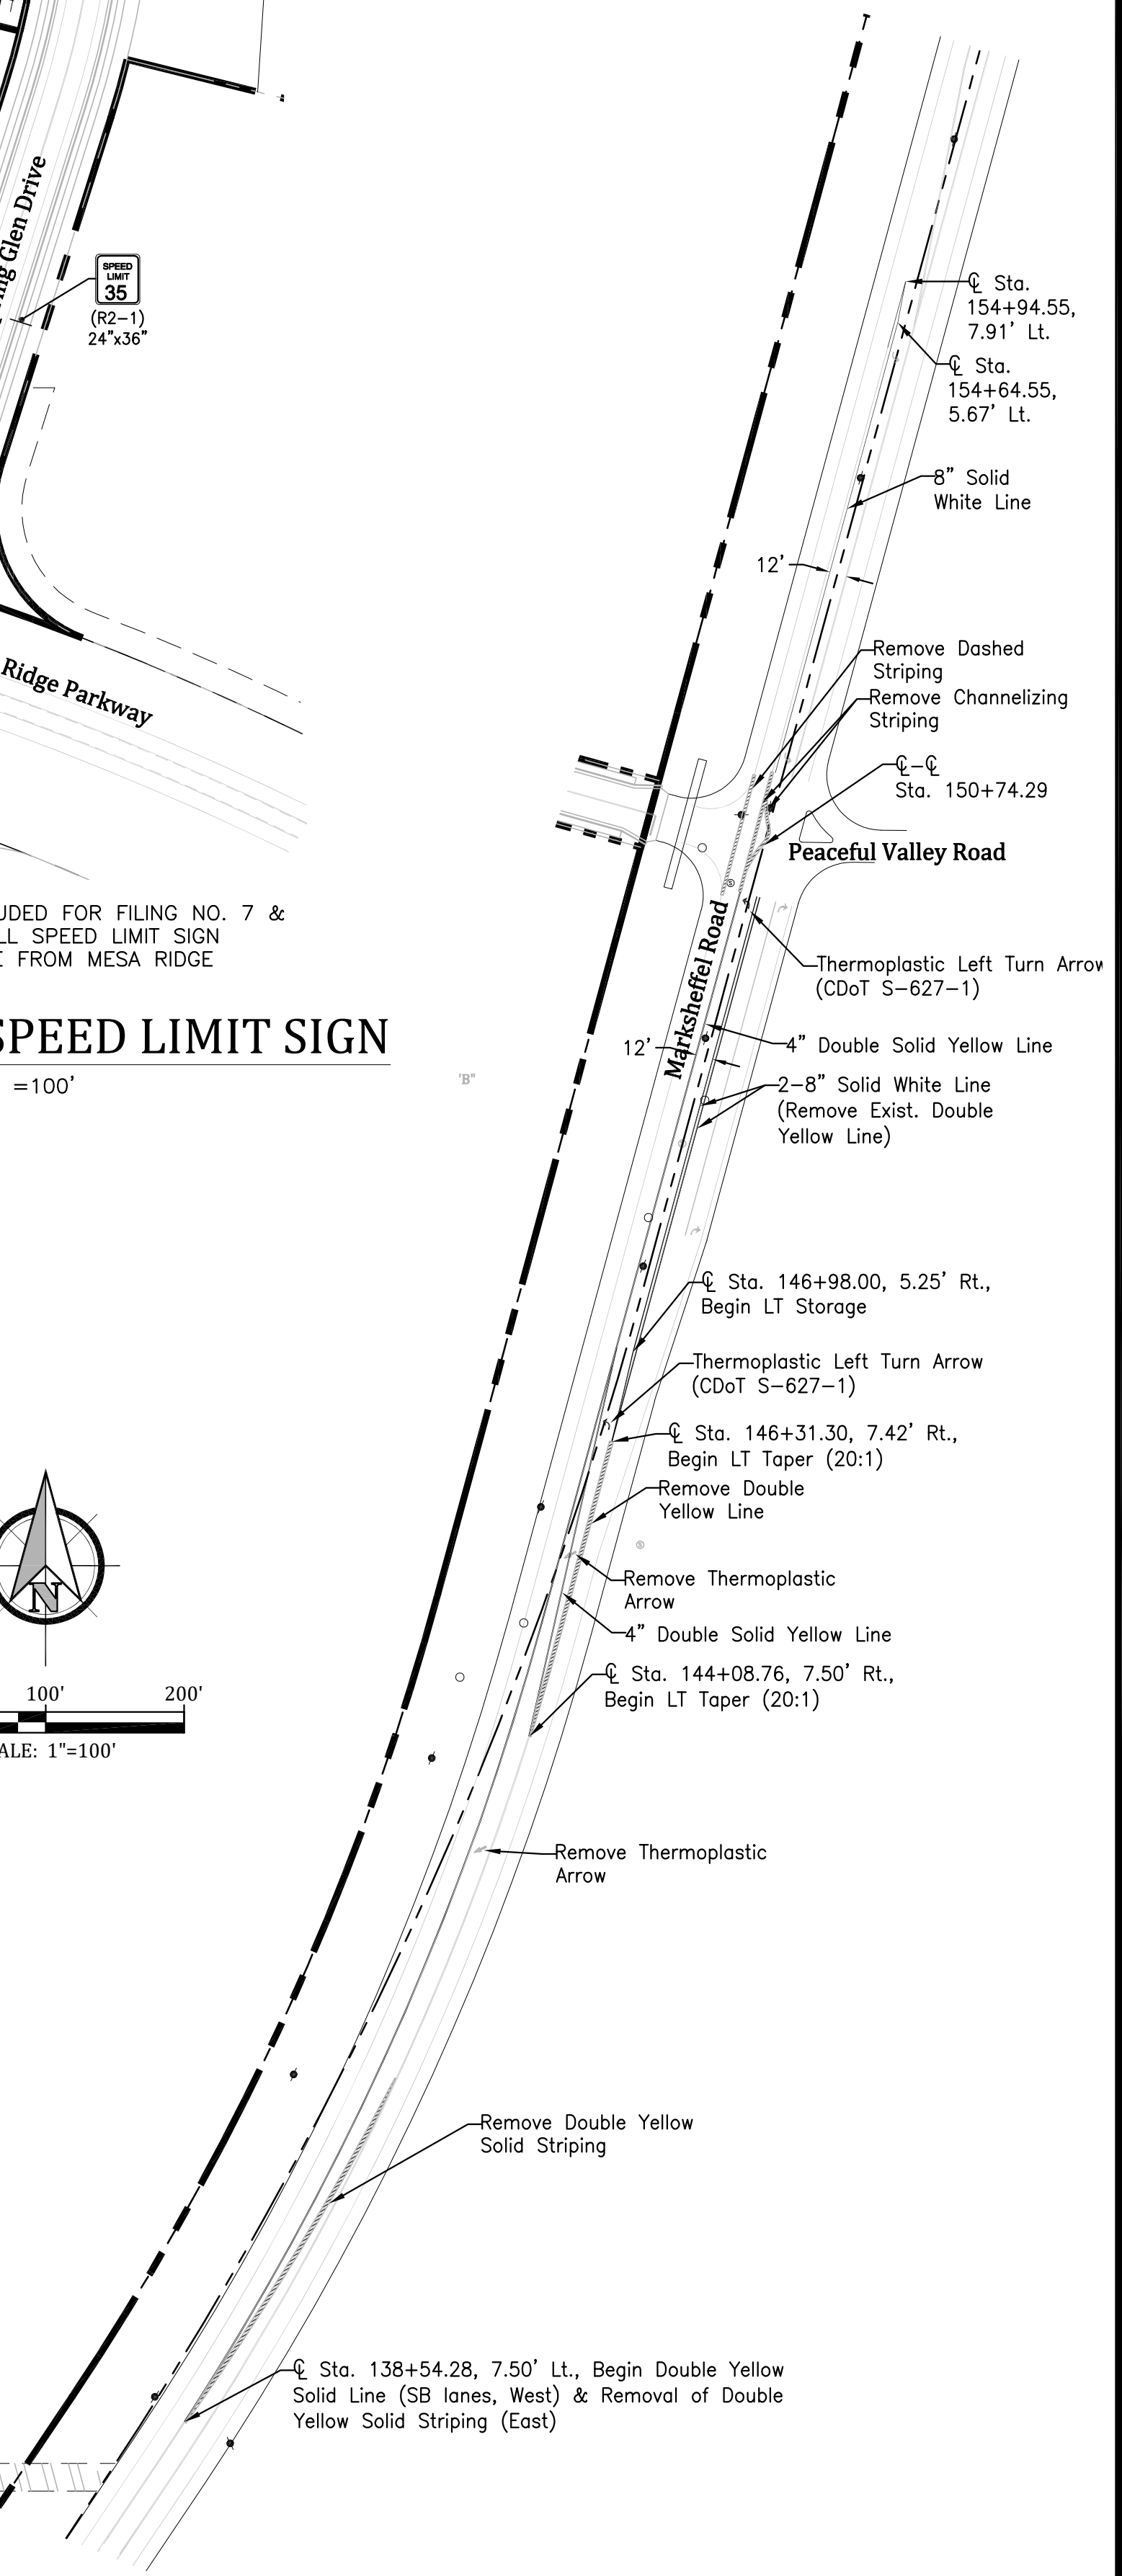 Glen Drive
SPEED
LIMIT
35
(R2-1)
24"x36"
℄ Sta.
154+94.55,
7.91' Lt.
℄ Sta.
154+64.55,
5.67' Lt.
8" Solid
White Line
12'
Remove Dashed
Striping
Remove Channelizing
Striping
Ridge Parkway
℄-℄
Sta. 150+74.29
Peaceful Valley Road
FOR FILING NO. 7 &
SPEED LIMIT SIGN
FROM MESA RIDGE
SPEED LIMIT SIGN
=100'
Marksheffel Road
Thermoplastic Left Turn Arrow
(CDoT S-627-1)
12'
4" Double Solid Yellow Line
'B"
2-8" Solid White Line
(Remove Exist. Double
Yellow Line)
℄ Sta. 146+98.00, 5.25' Rt.,
Begin LT Storage
Thermoplastic Left Turn Arrow
(CDoT S-627-1)
℄ Sta. 146+31.30, 7.42' Rt.,
Begin LT Taper (20:1)
Remove Double
Yellow Line
N
Remove Thermoplastic
Arrow
4" Double Solid Yellow Line
℄ Sta. 144+08.76, 7.50' Rt.,
Begin LT Taper (20:1)
100' 200'
1"=100'
Remove Thermoplastic
Arrow
Remove Double Yellow
Solid Striping
℄ Sta. 138+54.28, 7.50' Lt., Begin Double Yellow
Solid Line (SB lanes, West) & Removal of Double
Yellow Solid Striping (East)